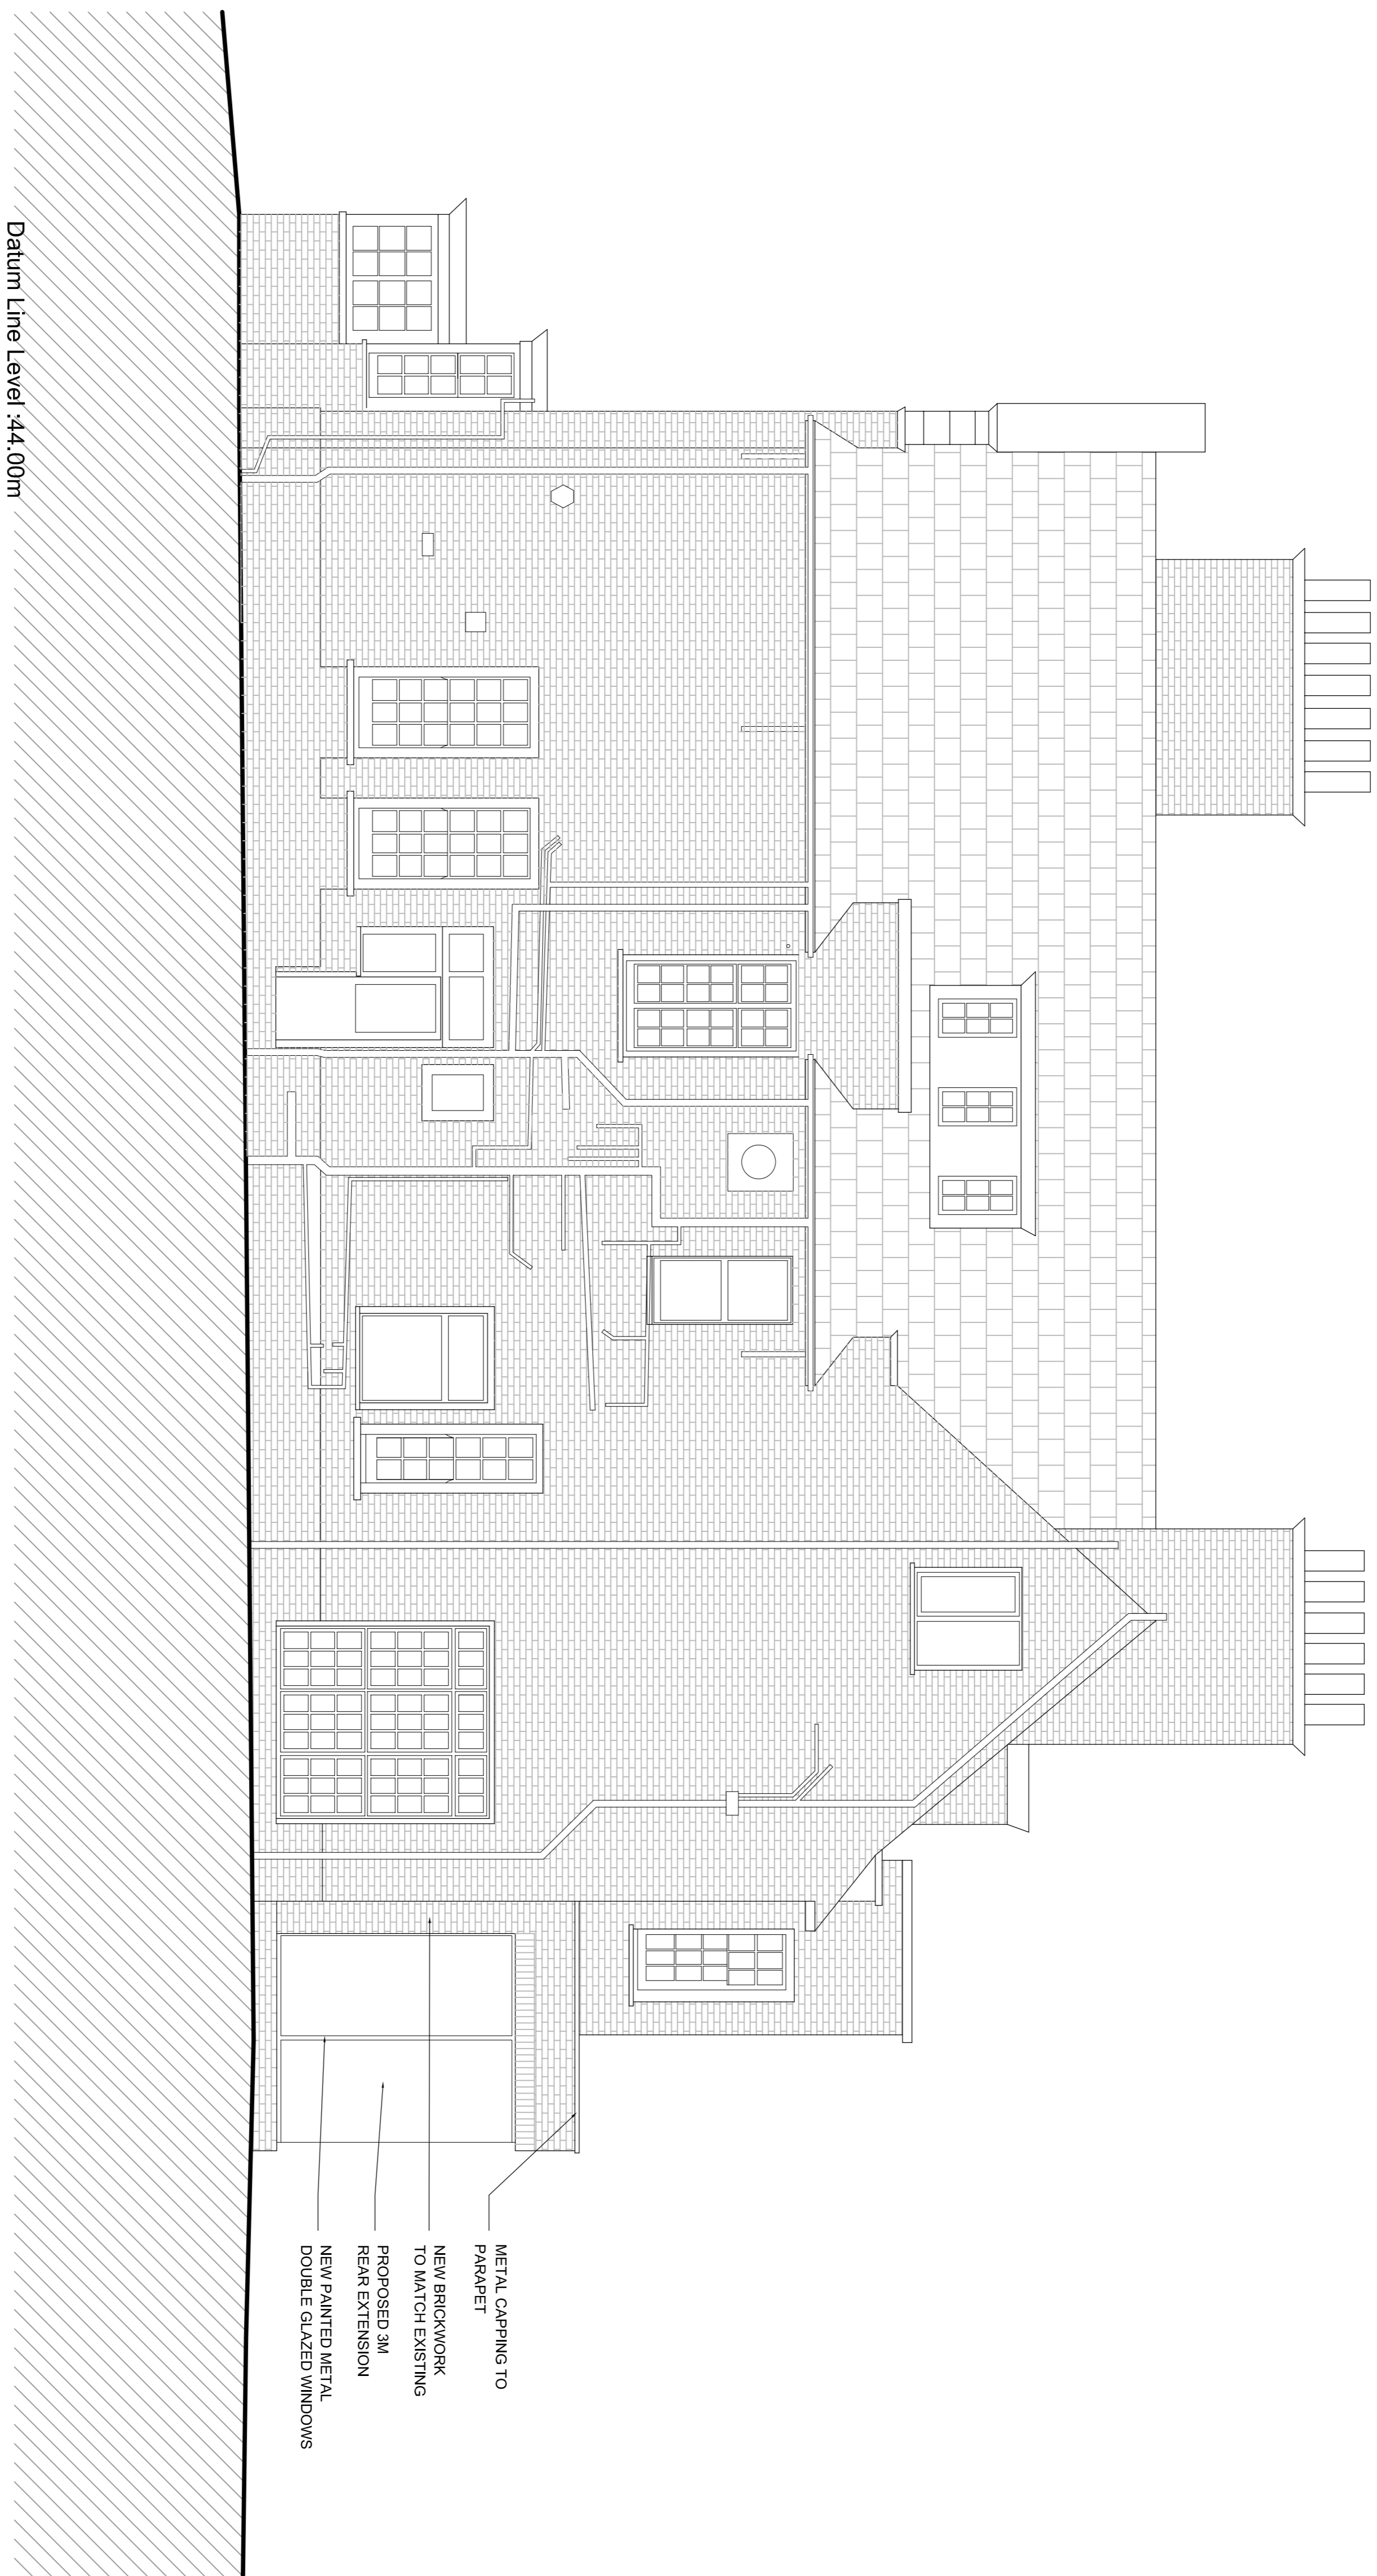 METAL CAPPING TO
PARAPET
NEW BRICKWORK
TO MATCH EXISTING
PROPOSED 3M
REAR EXTENSION
NEW PAINTED METAL
DOUBLE GLAZED WINDOWS
Datum Line Level :44.00m